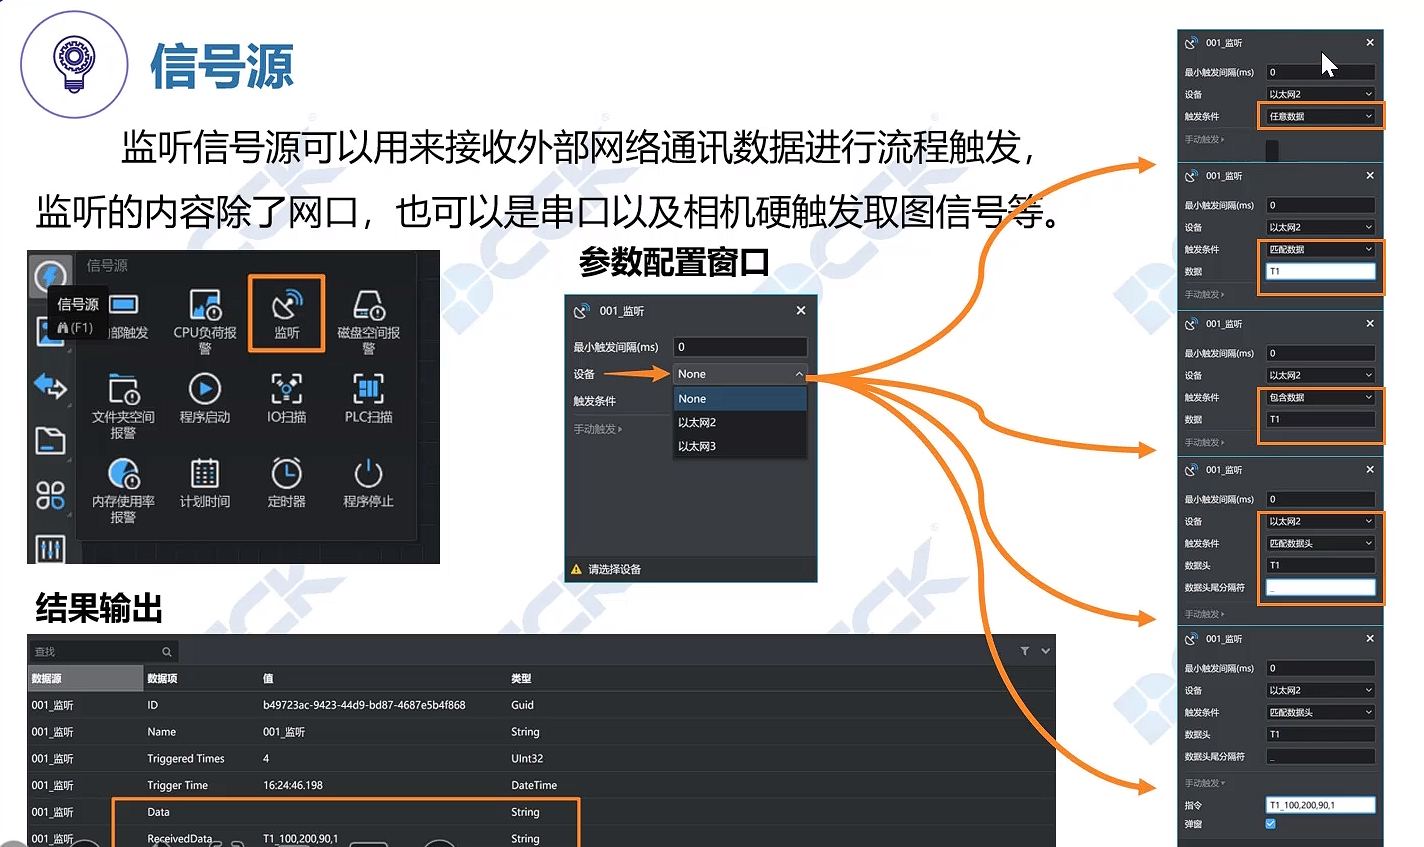 信号源
监听信号源可以用来接收外部网络通讯数据进行流程触发，
监听的内容除了网口，也可以是串口以及相机硬触发取图信号等。
信号源
信号源
(F1)
部触发
CPU负荷报
警
监听
磁盘空间报
警
文件夹空间
报警
程序启动
IO扫描
PLC扫描
内存使用率
报警
计划时间
定时器
程序停止
参数配置窗口
001_监听
最小触发间隔(ms) 0
设备 None
None
触发条件
以太网2
手动触发
以太网3
请选择设备
001_监听
最小触发间隔(ms) 0
设备 以太网2
触发条件 任意数据
手动触发
001_监听
最小触发间隔(ms) 0
设备 以太网2
触发条件 匹配数据
数据 T1
手动触发
001_监听
最小触发间隔(ms) 0
设备 以太网2
触发条件 包含数据
数据 T1
手动触发
001_监听
最小触发间隔(ms) 0
设备 以太网2
触发条件 匹配数据头
数据头 T1
数据头尾分隔符 _
手动触发
001_监听
最小触发间隔(ms) 0
设备 以太网2
触发条件 匹配数据头
数据头 T1
数据头尾分隔符 _
手动触发
指令 T1_100,200,90,1
弹窗
结果输出
查找
数据源 数据项 值 类型
001_监听 ID b49723ac-9423-44d9-bd87-4687e5b4f868 Guid
001_监听 Name 001_监听 String
001_监听 Triggered Times 4 UInt32
001_监听 Trigger Time 16:24:46.198 DateTime
001_监听 Data String
001_监听 ReceivedData T1_100,200,90,1 String